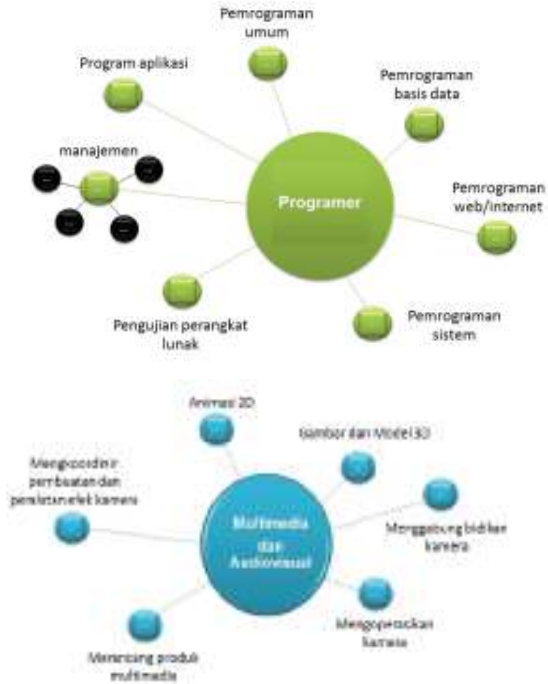 Pemrograman
umum
Program aplikasi
Pemrograman
basis data
manajemen
Programer
Pemrograman
web/internet
Pengujian perangkat
lunak
Pemrograman
sistem
Animasi 2D
Gambar dan Model 3D
Mengkoordinir
pembuatan dan
peralatan efek kamera
Multimedia
dan
Audiovisual
Menggabung bidikan
kamera
Mengoperasikan
kamera
Merancang produk
multimedia